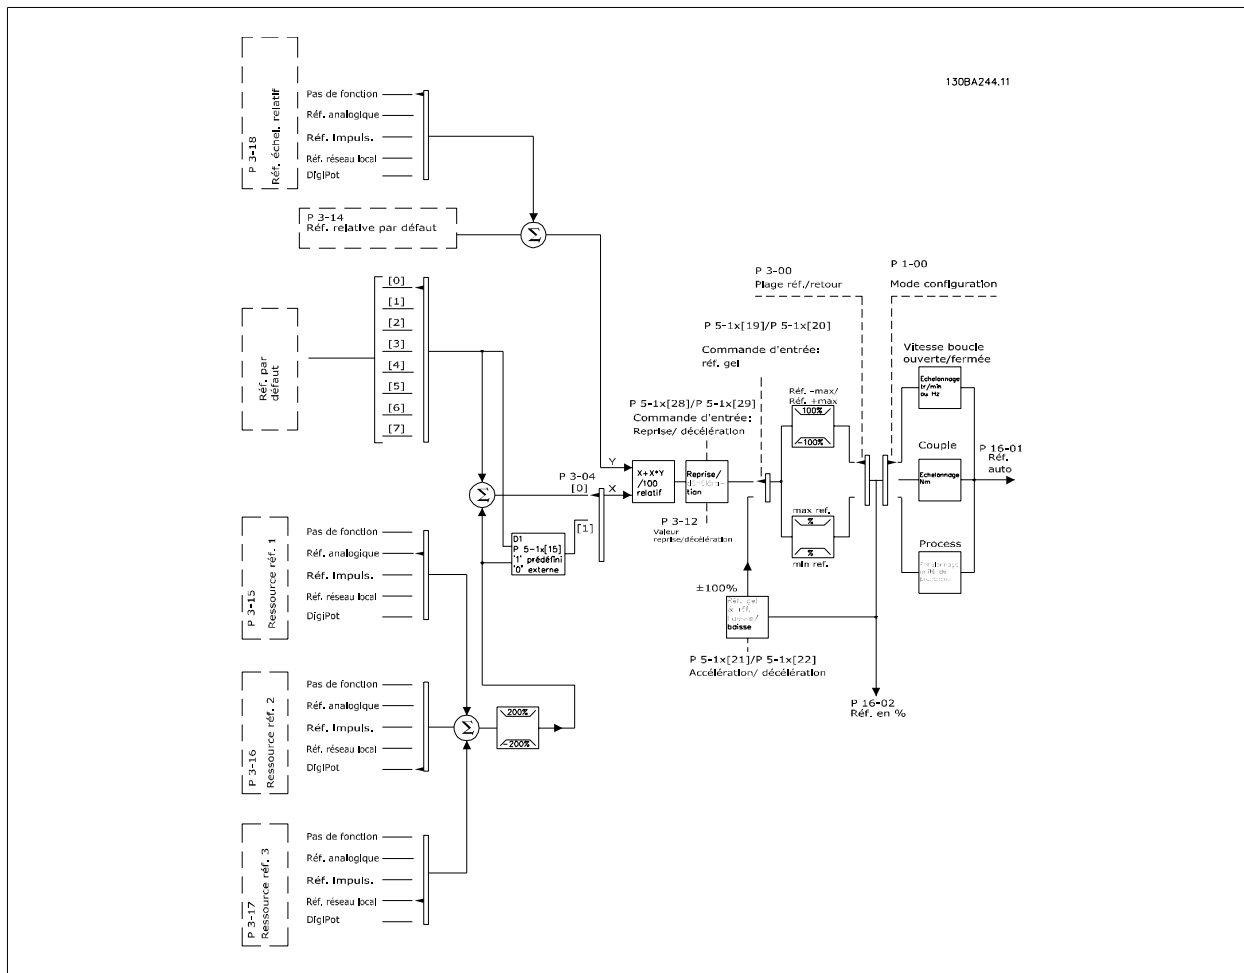 130BA244.11
P 3-18
Réf. échel. relatif
Pas de fonction
Réf. analogique
Réf. Impuls.
Réf. réseau local
DigiPot
P 3-14
Réf. relative par défaut
Σ
Réf. par
défaut
[0]
[1]
[2]
[3]
[4]
[5]
[6]
[7]
Σ
P 3-04
[0]
[1]
D1
P 5-1x[15]
'1' prédéfini
'0' externe
Y
X
X+X*Y
/100
relatif
P 5-1x[28]/P 5-1x[29]
Commande d'entrée:
Reprise/ décélération
Reprise/
tion
P 3-12
Valeur
reprise/décélération
P 5-1x[19]/P 5-1x[20]
Commande d'entrée:
réf. gel
P 3-00
Plage réf./retour
P 1-00
Mode configuration
Réf. -max/
Réf. +max
100%
-100%
max ref.
%
%
min ref.
Vitesse boucle
ouverte/fermée
Echelonnage
tr/min
ou Hz
Couple
Echelonnage
Nm
Process
P 16-01
Réf.
auto
±100%
Réf. gel
& réf.
baisse
P 5-1x[21]/P 5-1x[22]
Accélération/ décélération
P 16-02
Réf. en %
P 3-15
Ressource réf. 1
Pas de fonction
Réf. analogique
Réf. Impuls.
Réf. réseau local
DigiPot
P 3-16
Ressource réf. 2
Pas de fonction
Réf. analogique
Réf. Impuls.
Réf. réseau local
DigiPot
Σ
200%
-200%
P 3-17
Ressource réf. 3
Pas de fonction
Réf. analogique
Réf. Impuls.
Réf. réseau local
DigiPot